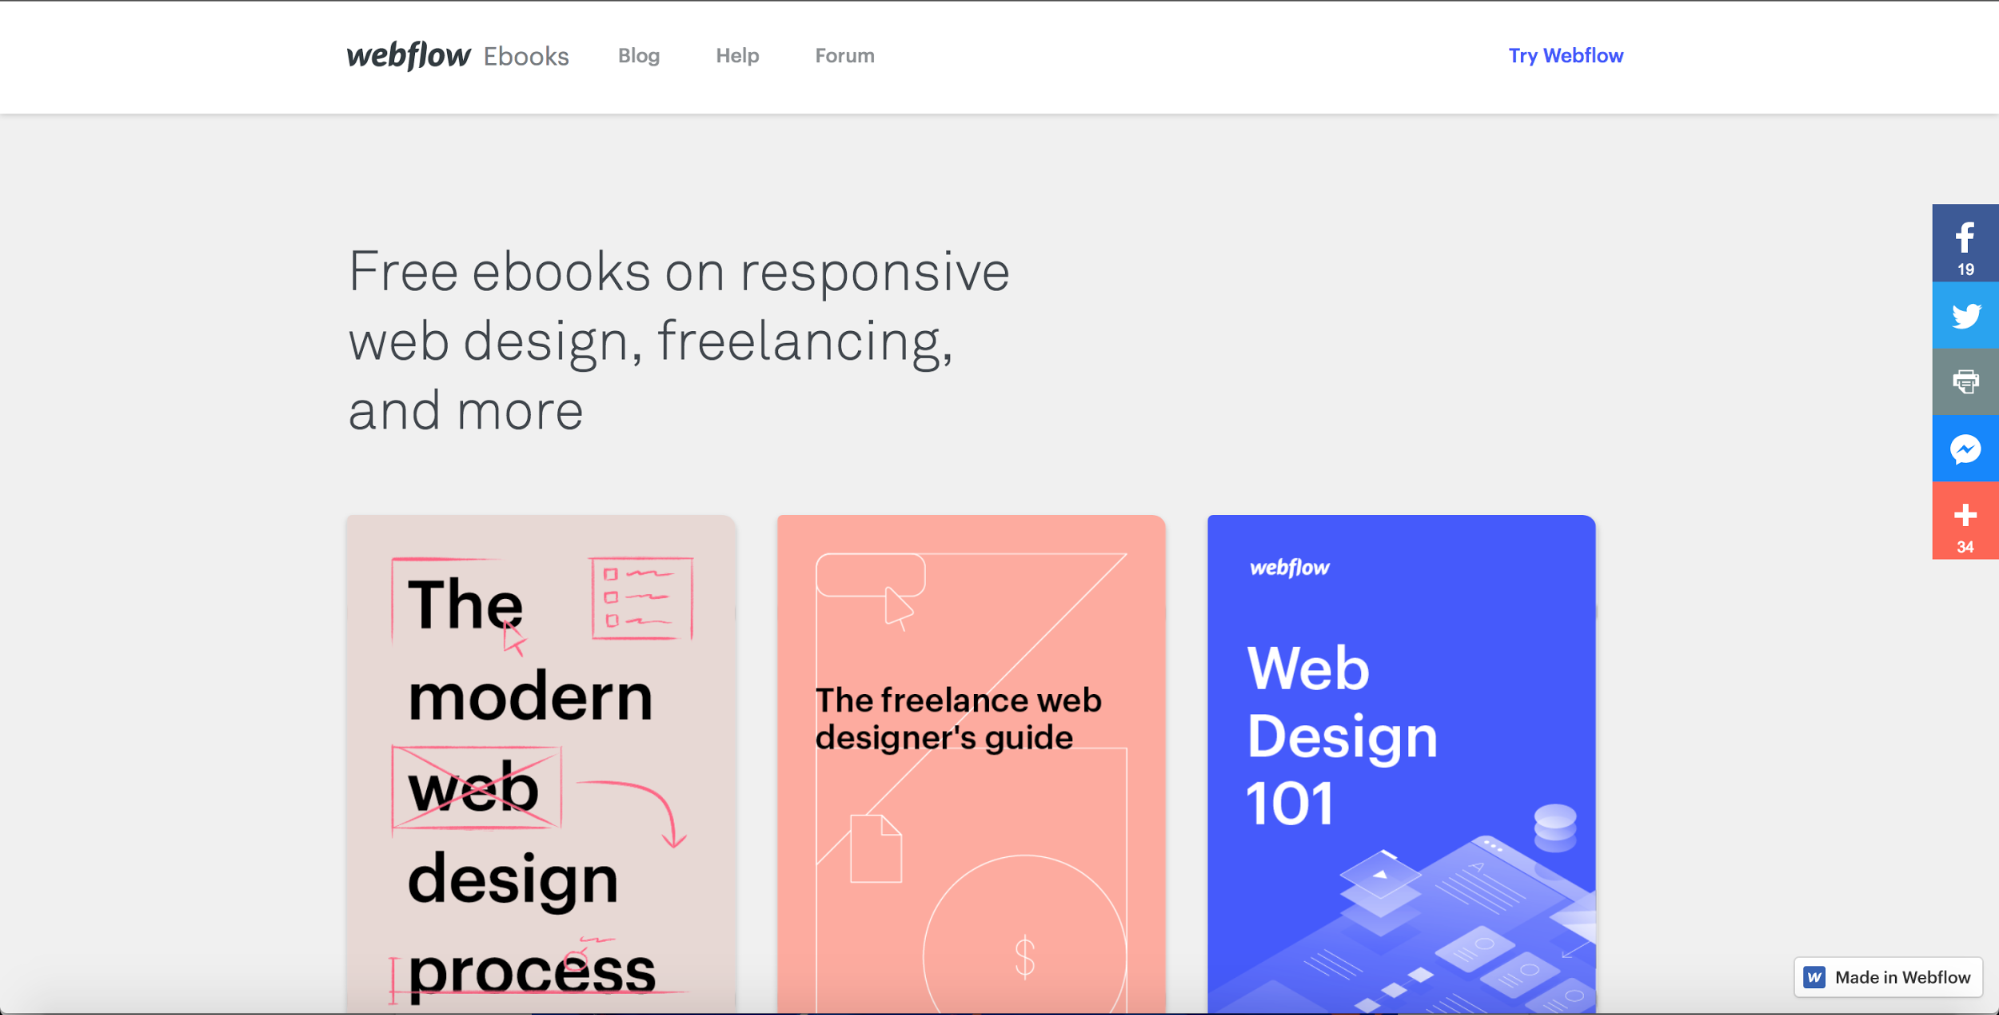 webflow Ebooks Blog Help Forum Try Webflow
Free ebooks on responsive
web design, freelancing,
and more
19
34
The
modern
web
design
process
The freelance web
designer's guide
$
webflow
Web
Design
101
A
W Made in Webflow